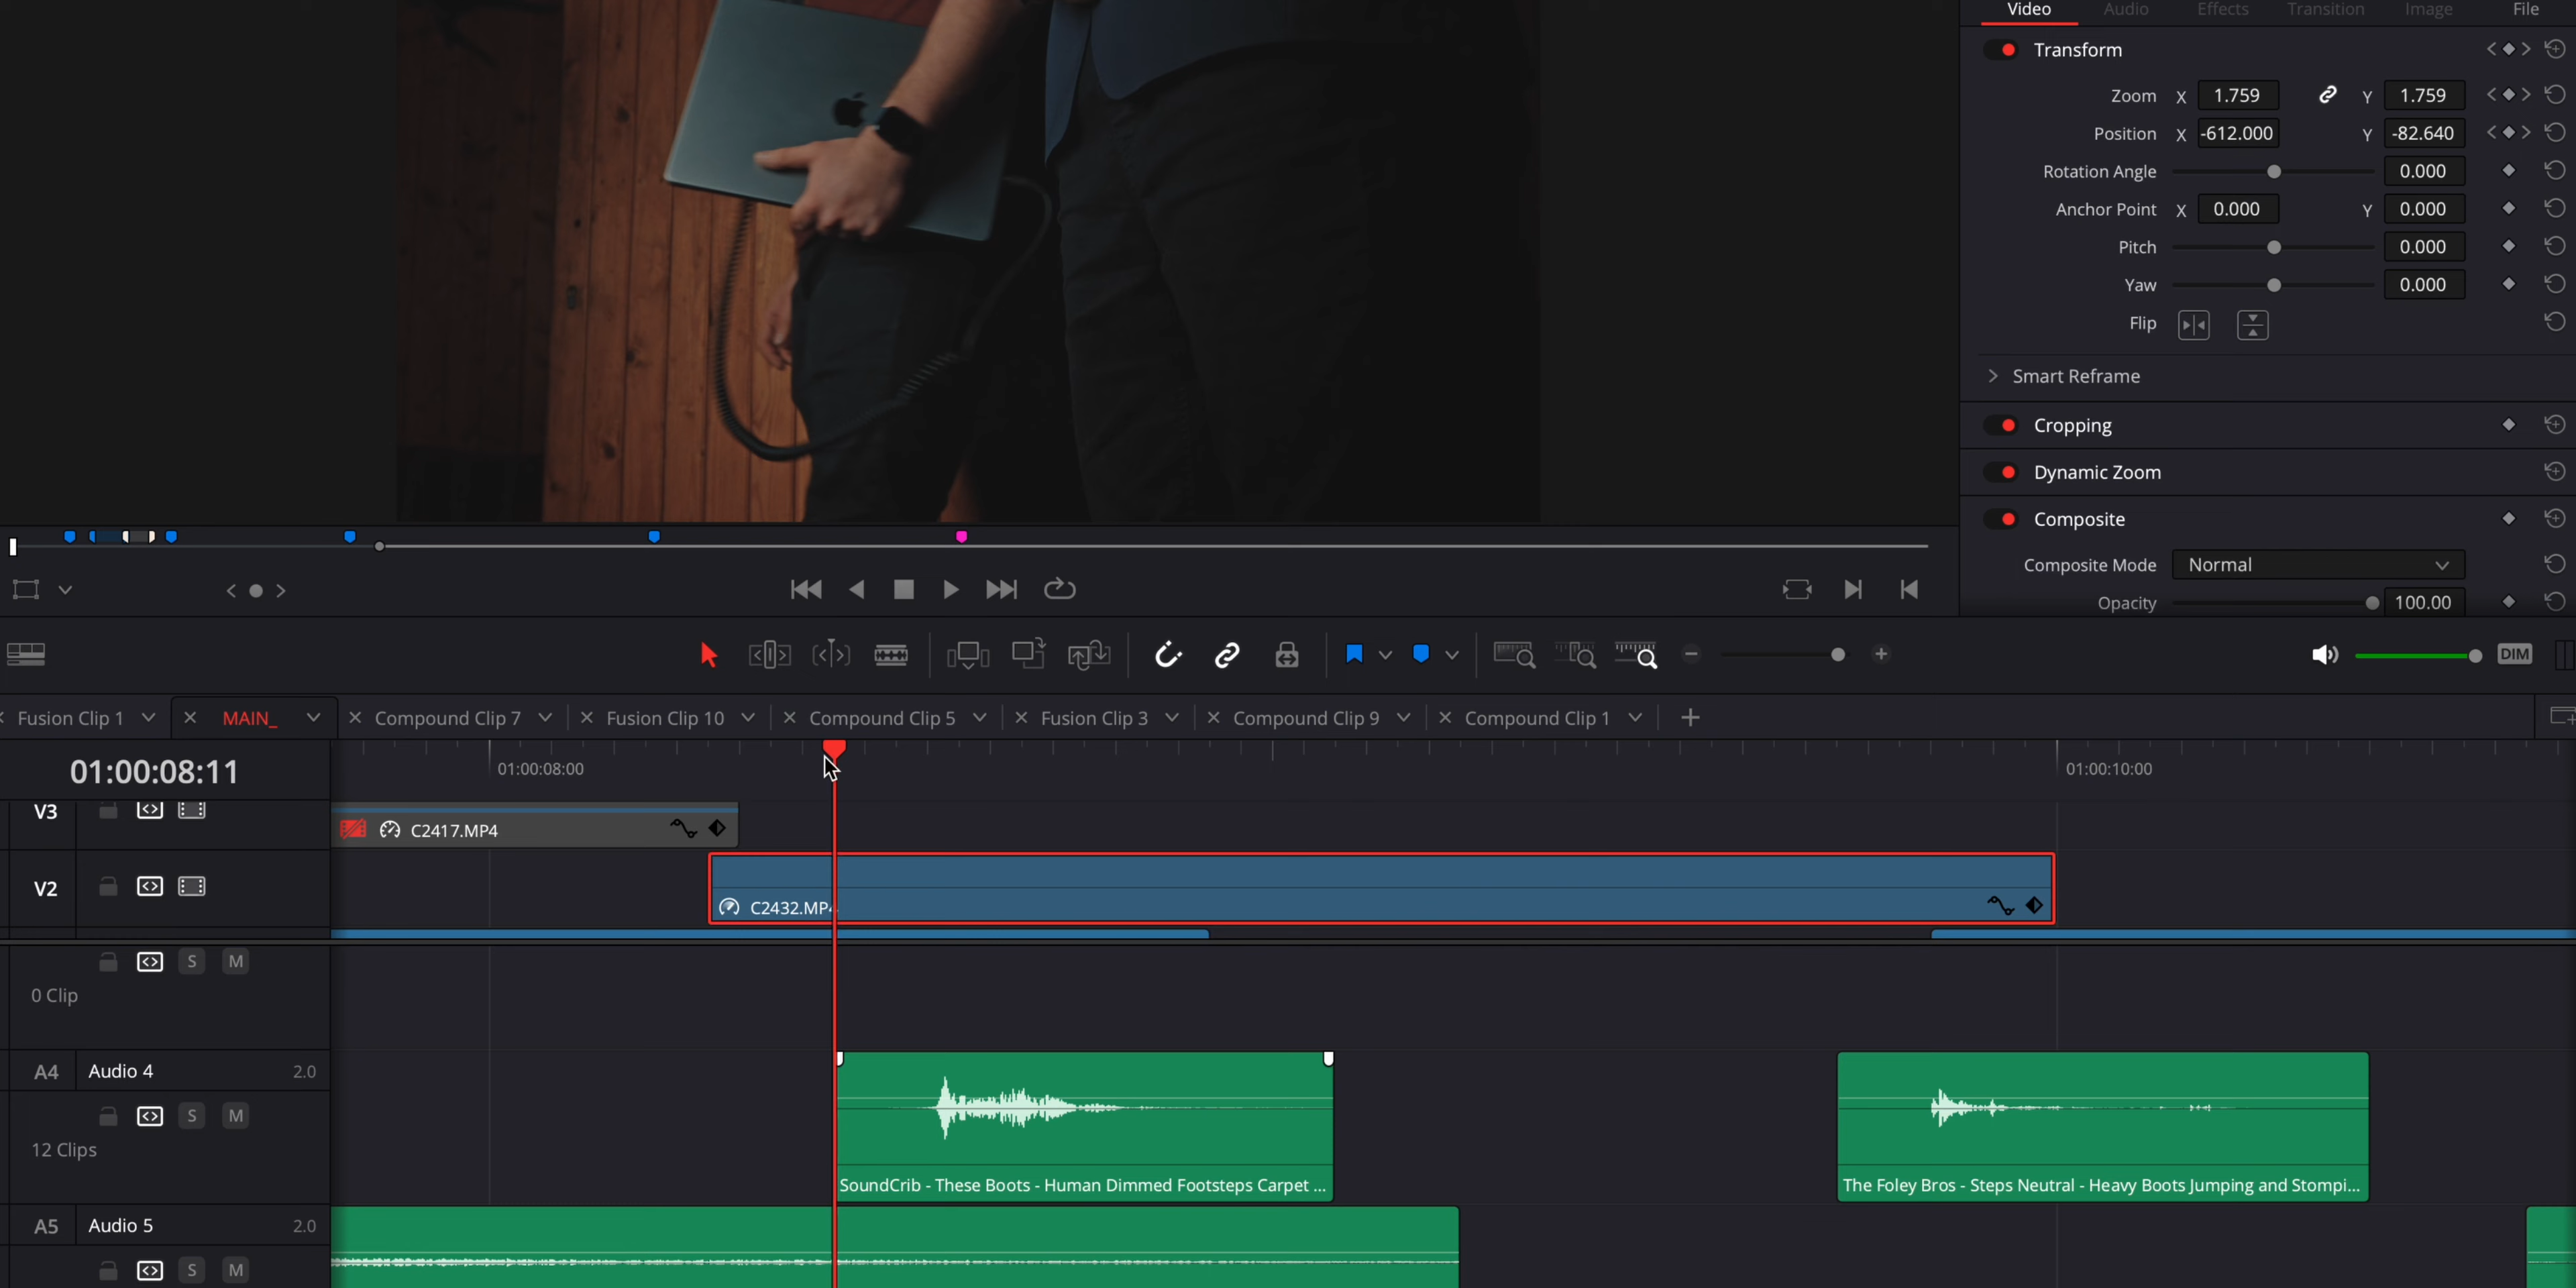 Video Audio Effects Transition Image File
Transform
Zoom X 1.759 Y 1.759
Position X -612.000 Y -82.640
Rotation Angle 0.000
Anchor Point X 0.000 Y 0.000
Pitch 0.000
Yaw 0.000
Flip
Smart Reframe
Cropping
Dynamic Zoom
Composite
Composite Mode Normal
Opacity 100.00
DIM
Fusion Clip 1 MAIN_ Compound Clip 7 Fusion Clip 10 Compound Clip 5 Fusion Clip 3 Compound Clip 9 Compound Clip 1
01:00:08:11 01:00:08:00 01:00:10:00
V3 C2417.MP4
V2 C2432.MP4
S M
0 Clip
A4 Audio 4 2.0
S M
12 Clips
SoundCrib - These Boots - Human Dimmed Footsteps Carpet ... The Foley Bros - Steps Neutral - Heavy Boots Jumping and Stompi...
A5 Audio 5 2.0
S M